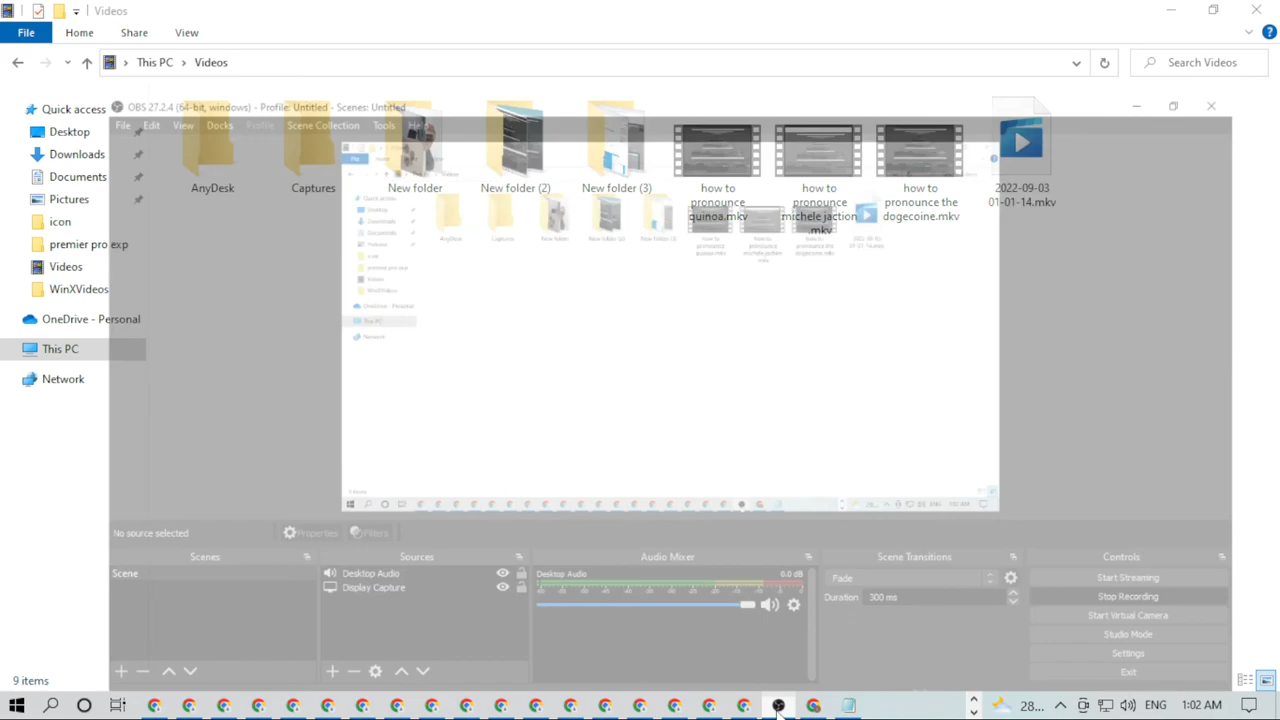 Videos
File Home Share View
This PC Videos
Search Videos
Quick access
Desktop
Downloads
Documents
Pictures
icon
premier pro exp
Videos
WinXVideos
OneDrive - Personal
This PC
Network
OBS 27.2.4 (64-bit, windows) - Profile: Untitled - Scenes: Untitled
File Edit View Docks Profile Scene Collection Tools Help
AnyDesk
Captures
New folder
New folder (2)
New folder (3)
how to
pronounce
quinoa.mkv
how to
pronounce
michele jaction
.mkv
how to
pronounce the
dogecoine.mkv
2022-09-03
01-01-14.mkv
No source selected
Properties
Filters
Scenes
Scene
Sources
Desktop Audio
Display Capture
Audio Mixer
Desktop Audio 0.0 dB
Scene Transitions
Fade
Duration 300 ms
Controls
Start Streaming
Stop Recording
Start Virtual Camera
Studio Mode
Settings
Exit
9 items
28... ENG 1:02 AM